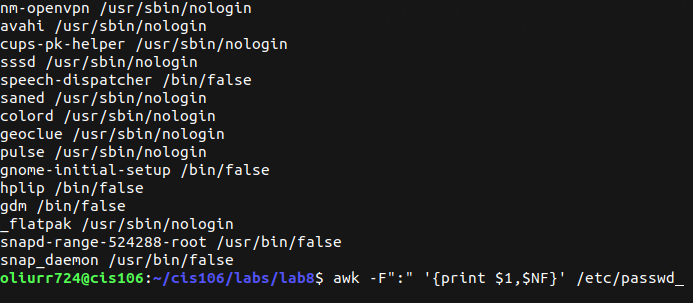 nm-openvpn /usr/sbin/nologin
avahi /usr/sbin/nologin
cups-pk-helper /usr/sbin/nologin
sssd /usr/sbin/nologin
speech-dispatcher /bin/false
saned /usr/sbin/nologin
colord /usr/sbin/nologin
geoclue /usr/sbin/nologin
pulse /usr/sbin/nologin
gnome-initial-setup /bin/false
hplip /bin/false
gdm /bin/false
_flatpak /usr/sbin/nologin
snapd-range-524288-root /usr/bin/false
snap_daemon /usr/bin/false
oliurr724@cis106:~/cis106/labs/lab8$ awk -F":" '{print $1,$NF}' /etc/passwd_